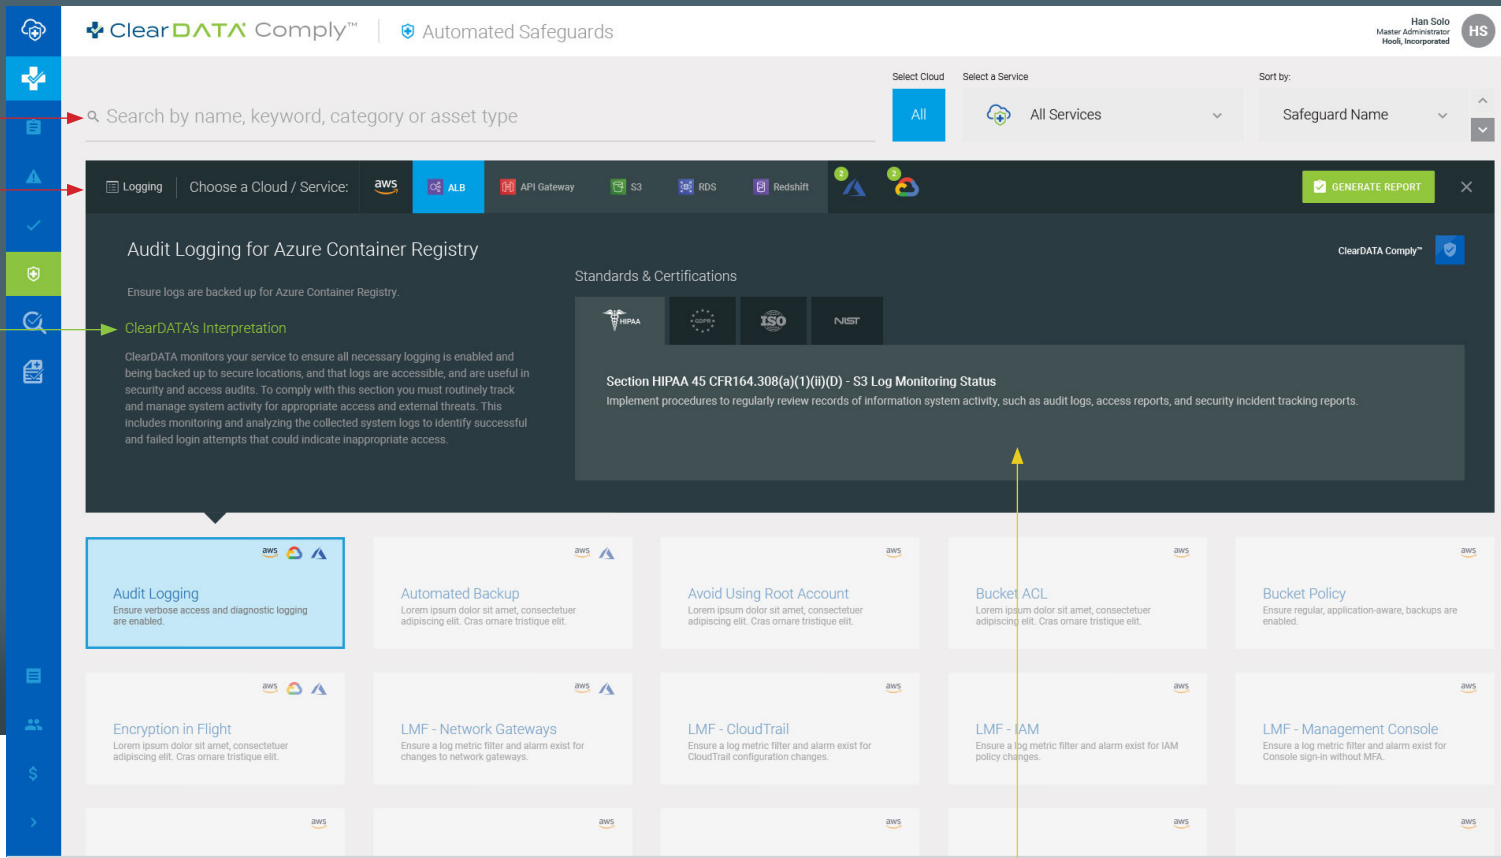 ClearDATA Comply™
Automated Safeguards
Han Solo
Master Administrator
Hooli, Incorporated
HS
Select Cloud
Select a Service
Sort by:
Search by name, keyword, category or asset type
All
All Services
Safeguard Name
Logging
Choose a Cloud / Service:
aws
ALB
API Gateway
S3
RDS
Redshift
2
2
GENERATE REPORT
Audit Logging for Azure Container Registry
ClearDATA Comply™
Ensure logs are backed up for Azure Container Registry.
ClearDATA's Interpretation
ClearDATA monitors your service to ensure all necessary logging is enabled and
being backed up to secure locations, and that logs are accessible, and are useful in
security and access audits. To comply with this section you must routinely track
and manage system activity for appropriate access and external threats. This
includes monitoring and analyzing the collected system logs to identify successful
and failed login attempts that could indicate inappropriate access.
Standards & Certifications
HIPAA
GDPR
ISO
NIST
Section HIPAA 45 CFR164.308(a)(1)(ii)(D) - S3 Log Monitoring Status
Implement procedures to regularly review records of information system activity, such as audit logs, access reports, and security incident tracking reports.
aws
Audit Logging
Ensure verbose access and diagnostic logging
are enabled.
aws
Automated Backup
Lorem ipsum dolor sit amet, consectetuer
adipiscing elit. Cras ornare tristique elit.
aws
Avoid Using Root Account
Lorem ipsum dolor sit amet, consectetuer
adipiscing elit. Cras ornare tristique elit.
aws
Bucket ACL
Lorem ipsum dolor sit amet, consectetuer
adipiscing elit. Cras ornare tristique elit.
aws
Bucket Policy
Ensure regular, application-aware, backups are
enabled.
aws
Encryption in Flight
Lorem ipsum dolor sit amet, consectetuer
adipiscing elit. Cras ornare tristique elit.
aws
LMF - Network Gateways
Ensure a log metric filter and alarm exist for
changes to network gateways.
aws
LMF - CloudTrail
Ensure a log metric filter and alarm exist for
CloudTrail configuration changes.
aws
LMF - IAM
Ensure a log metric filter and alarm exist for IAM
policy changes.
aws
LMF - Management Console
Ensure a log metric filter and alarm exist for
Console sign-in without MFA.
aws
aws
aws
aws
aws